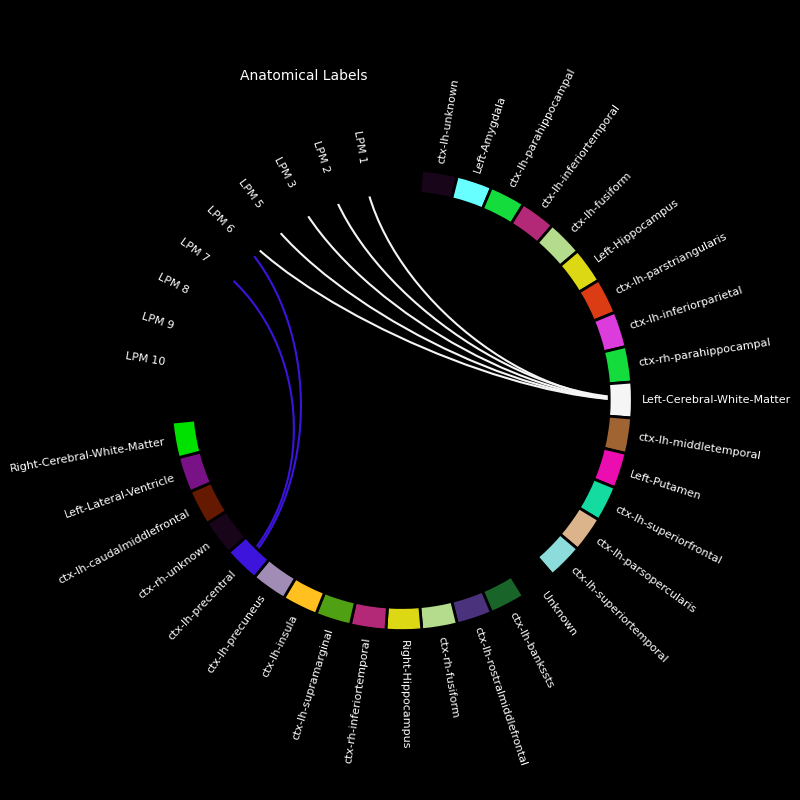 Anatomical Labels
LPM 1
LPM 2
LPM 3
LPM 5
LPM 6
LPM 7
LPM 8
LPM 9
LPM 10
ctx-lh-unknown
Left-Amygdala
ctx-lh-parahippocampal
ctx-lh-inferiortemporal
ctx-lh-fusiform
Left-Hippocampus
ctx-lh-parstriangularis
ctx-lh-inferiorparietal
ctx-rh-parahippocampal
Left-Cerebral-White-Matter
ctx-lh-middletemporal
Left-Putamen
ctx-lh-superiorfrontal
ctx-lh-parsopercularis
ctx-lh-superiortemporal
Unknown
ctx-lh-bankssts
ctx-lh-rostralmiddlefrontal
ctx-rh-fusiform
Right-Hippocampus
ctx-rh-inferiortemporal
ctx-lh-supramarginal
ctx-lh-insula
ctx-lh-precuneus
ctx-lh-precentral
ctx-rh-unknown
ctx-lh-caudalmiddlefrontal
Left-Lateral-Ventricle
Right-Cerebral-White-Matter